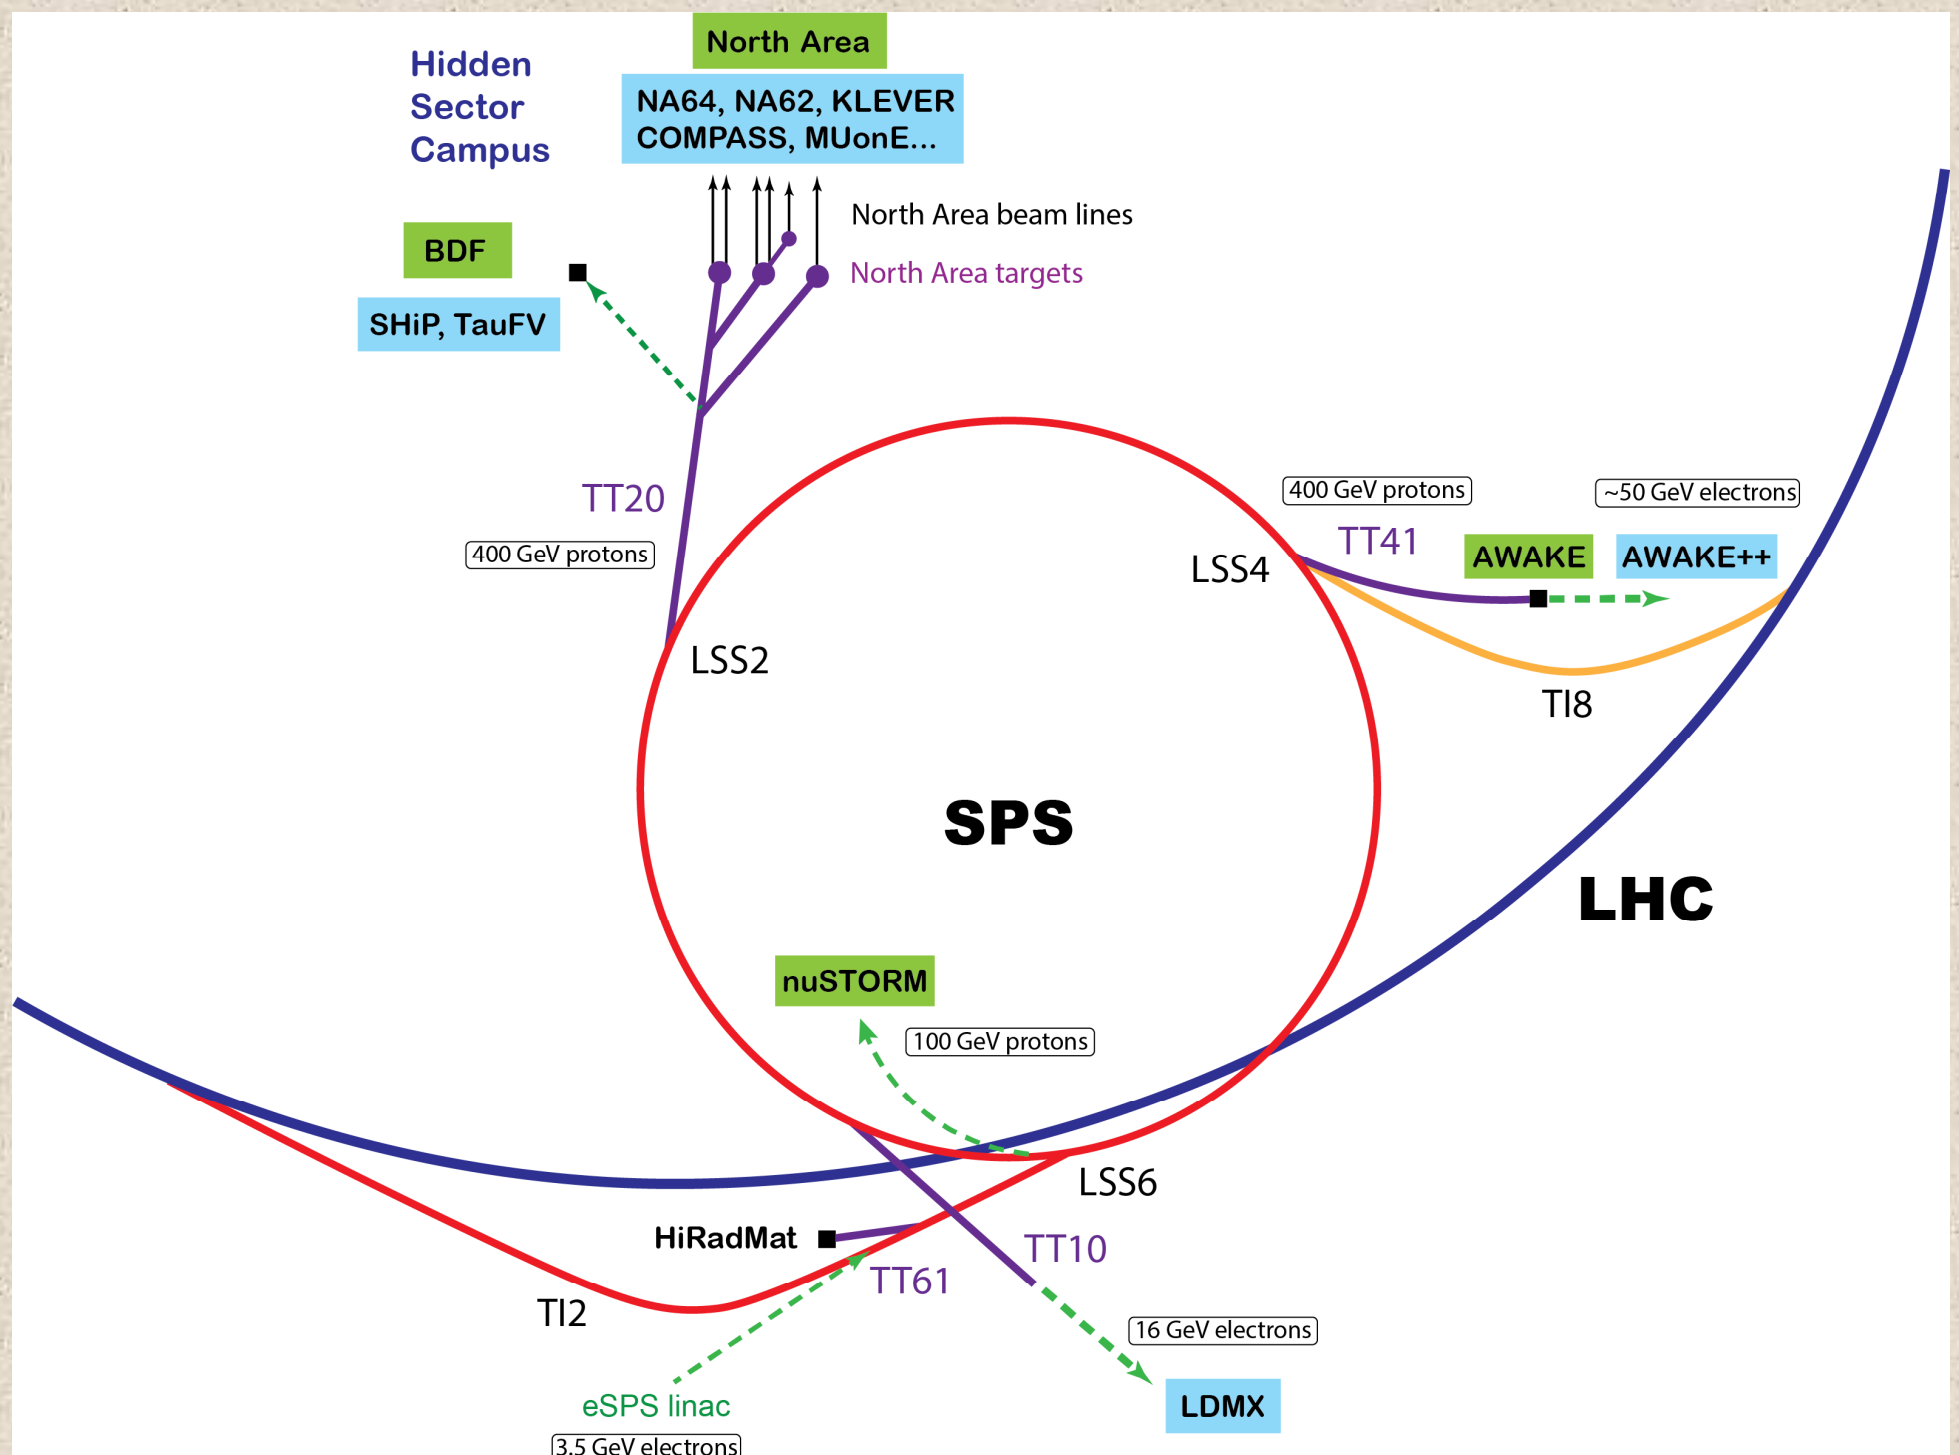 North Area
Hidden
Sector
Campus
NA64, NA62, KLEVER
COMPASS, MUonE...
North Area beam lines
BDF
North Area targets
SHiP, TauFV
TT20
400 GeV protons
400 GeV protons
~50 GeV electrons
TT41
AWAKE
AWAKE++
LSS4
LSS2
TI8
SPS
LHC
nuSTORM
100 GeV protons
LSS6
HiRadMat
TT10
TT61
TI2
16 GeV electrons
eSPS linac
LDMX
3.5 GeV electrons